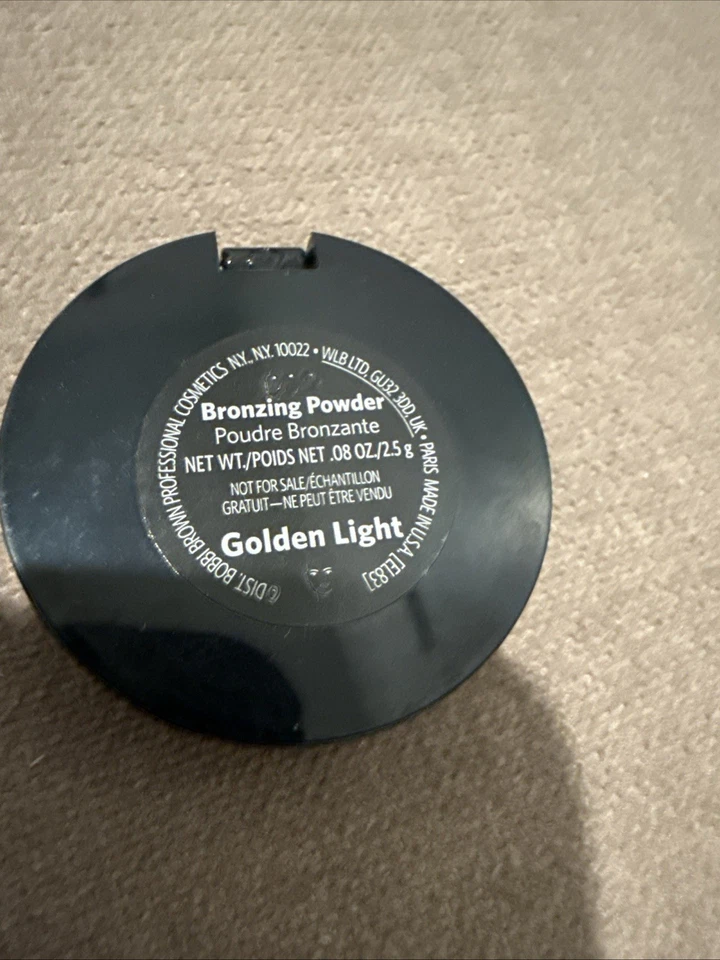 ©DIST. BOBBI BROWN PROFESSIONAL COSMETICS N.Y., N.Y. 10022 • WLB LTD, GU32 3DD, UK • PARIS MADE IN U.S.A. [EL83]
Bronzing Powder
Poudre Bronzante
NET WT./POIDS NET .08 OZ./2.5 g
NOT FOR SALE/ÉCHANTILLON
GRATUIT—NE PEUT ÊTRE VENDU
Golden Light